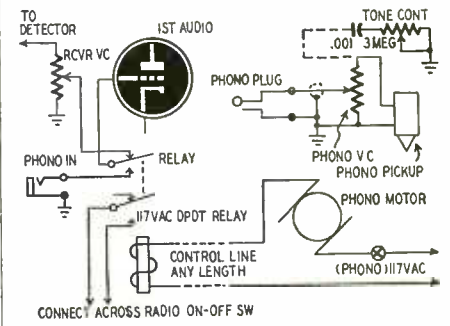 TO
DETECTOR
RCVR VC
1ST AUDIO
TONE CONT
.001 3MEG
PHONO PLUG
PHONO VC
PHONO PICKUP
PHONO IN
RELAY
117VAC DPDT RELAY
PHONO MOTOR
CONTROL LINE
ANY LENGTH
(PHONO) 117VAC
CONNECT ACROSS RADIO ON-OFF SW